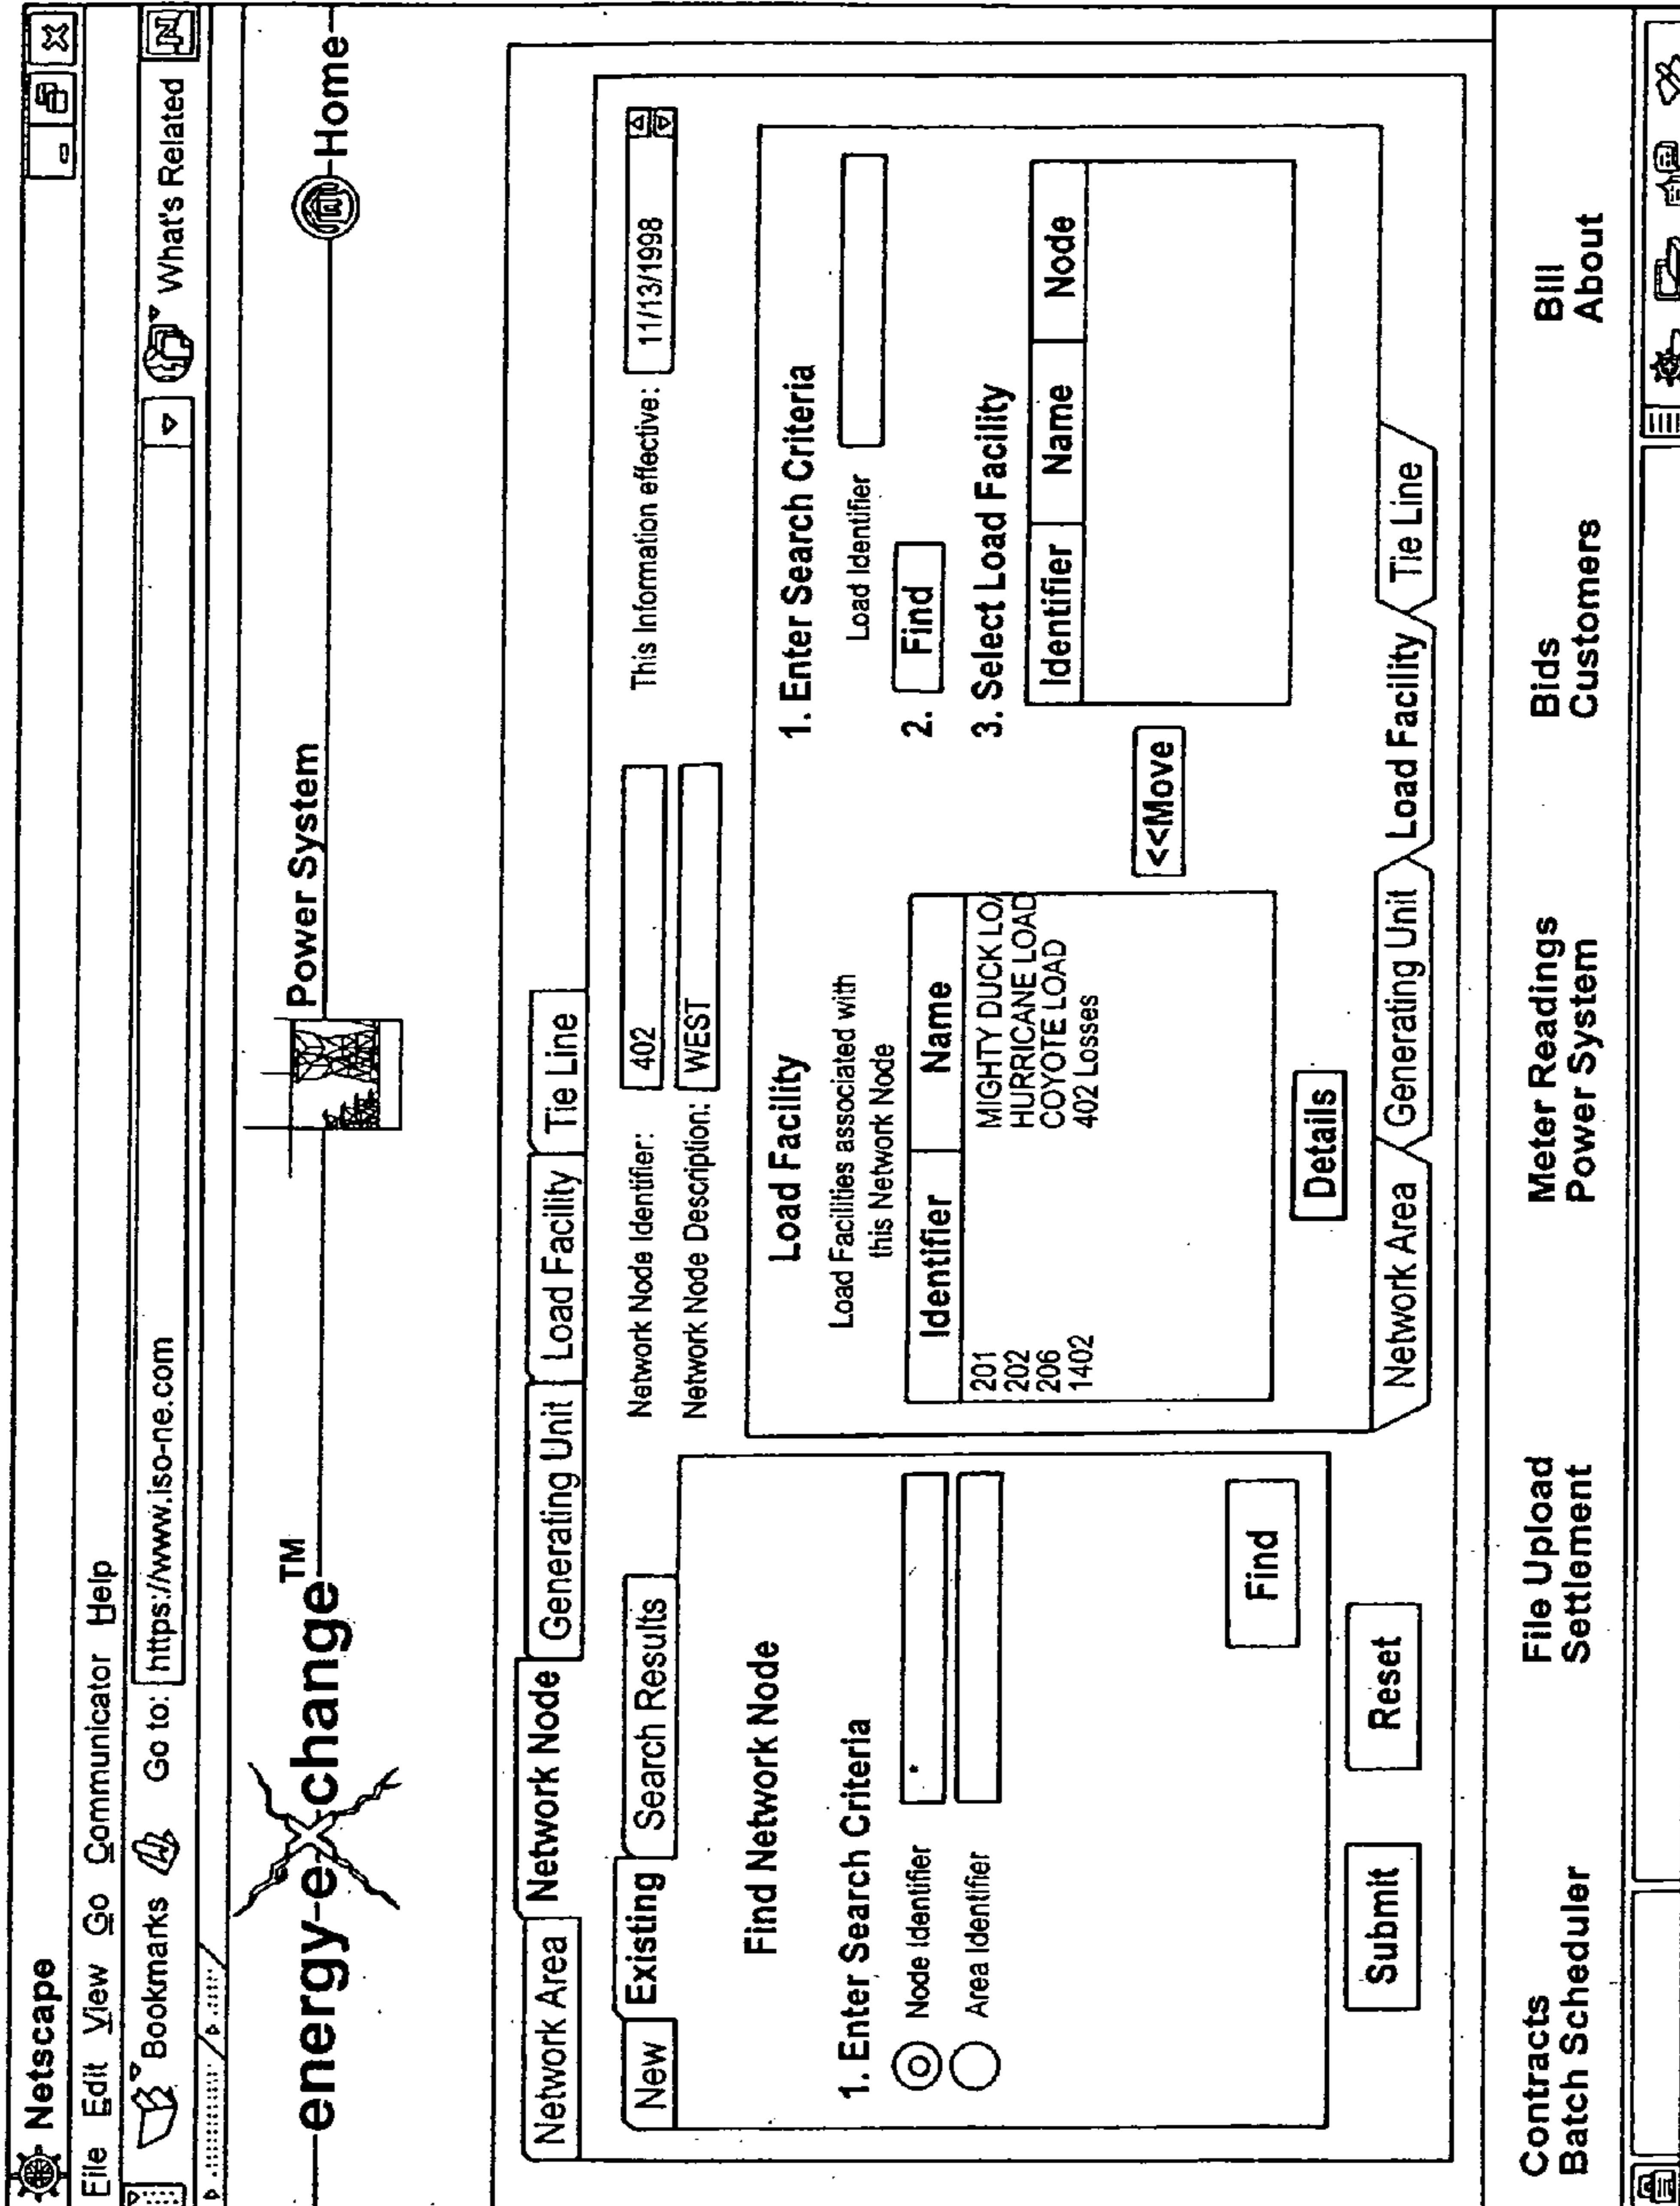 Netscape
File Edit View Go Communicator Help
Bookmarks Go to: https://www.iso-ne.com What's Related
N
energy-e-x-change™ Power System Home
Network Area Network Node Generating Unit Load Facility Tie Line
New Existing Search Results
Find Network Node
1. Enter Search Criteria
Node Identifier *
Area Identifier
Find
Submit Reset
Network Node Identifier: 402 This Information effective: 11/13/1998
Network Node Description: WEST
Load Facility
Load Facilities associated with
this Network Node
Identifier Name
201 MIGHTY DUCK LOA
202 HURRICANE LOAD
206 COYOTE LOAD
1402 402 Losses
Details
<<Move
1. Enter Search Criteria
Load Identifier
2. Find
3. Select Load Facility
Identifier Name Node
Network Area Generating Unit Load Facility Tie Line
Contracts File Upload Meter Readings Bids Bill
Batch Scheduler Settlement Power System Customers About